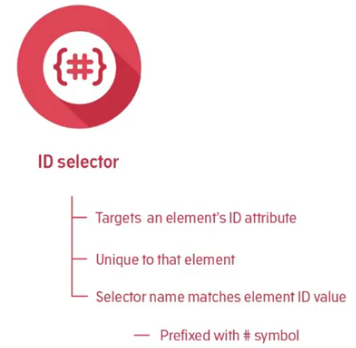 {#}
ID selector
Targets an element's ID attribute
Unique to that element
Selector name matches element ID value
Prefixed with # symbol